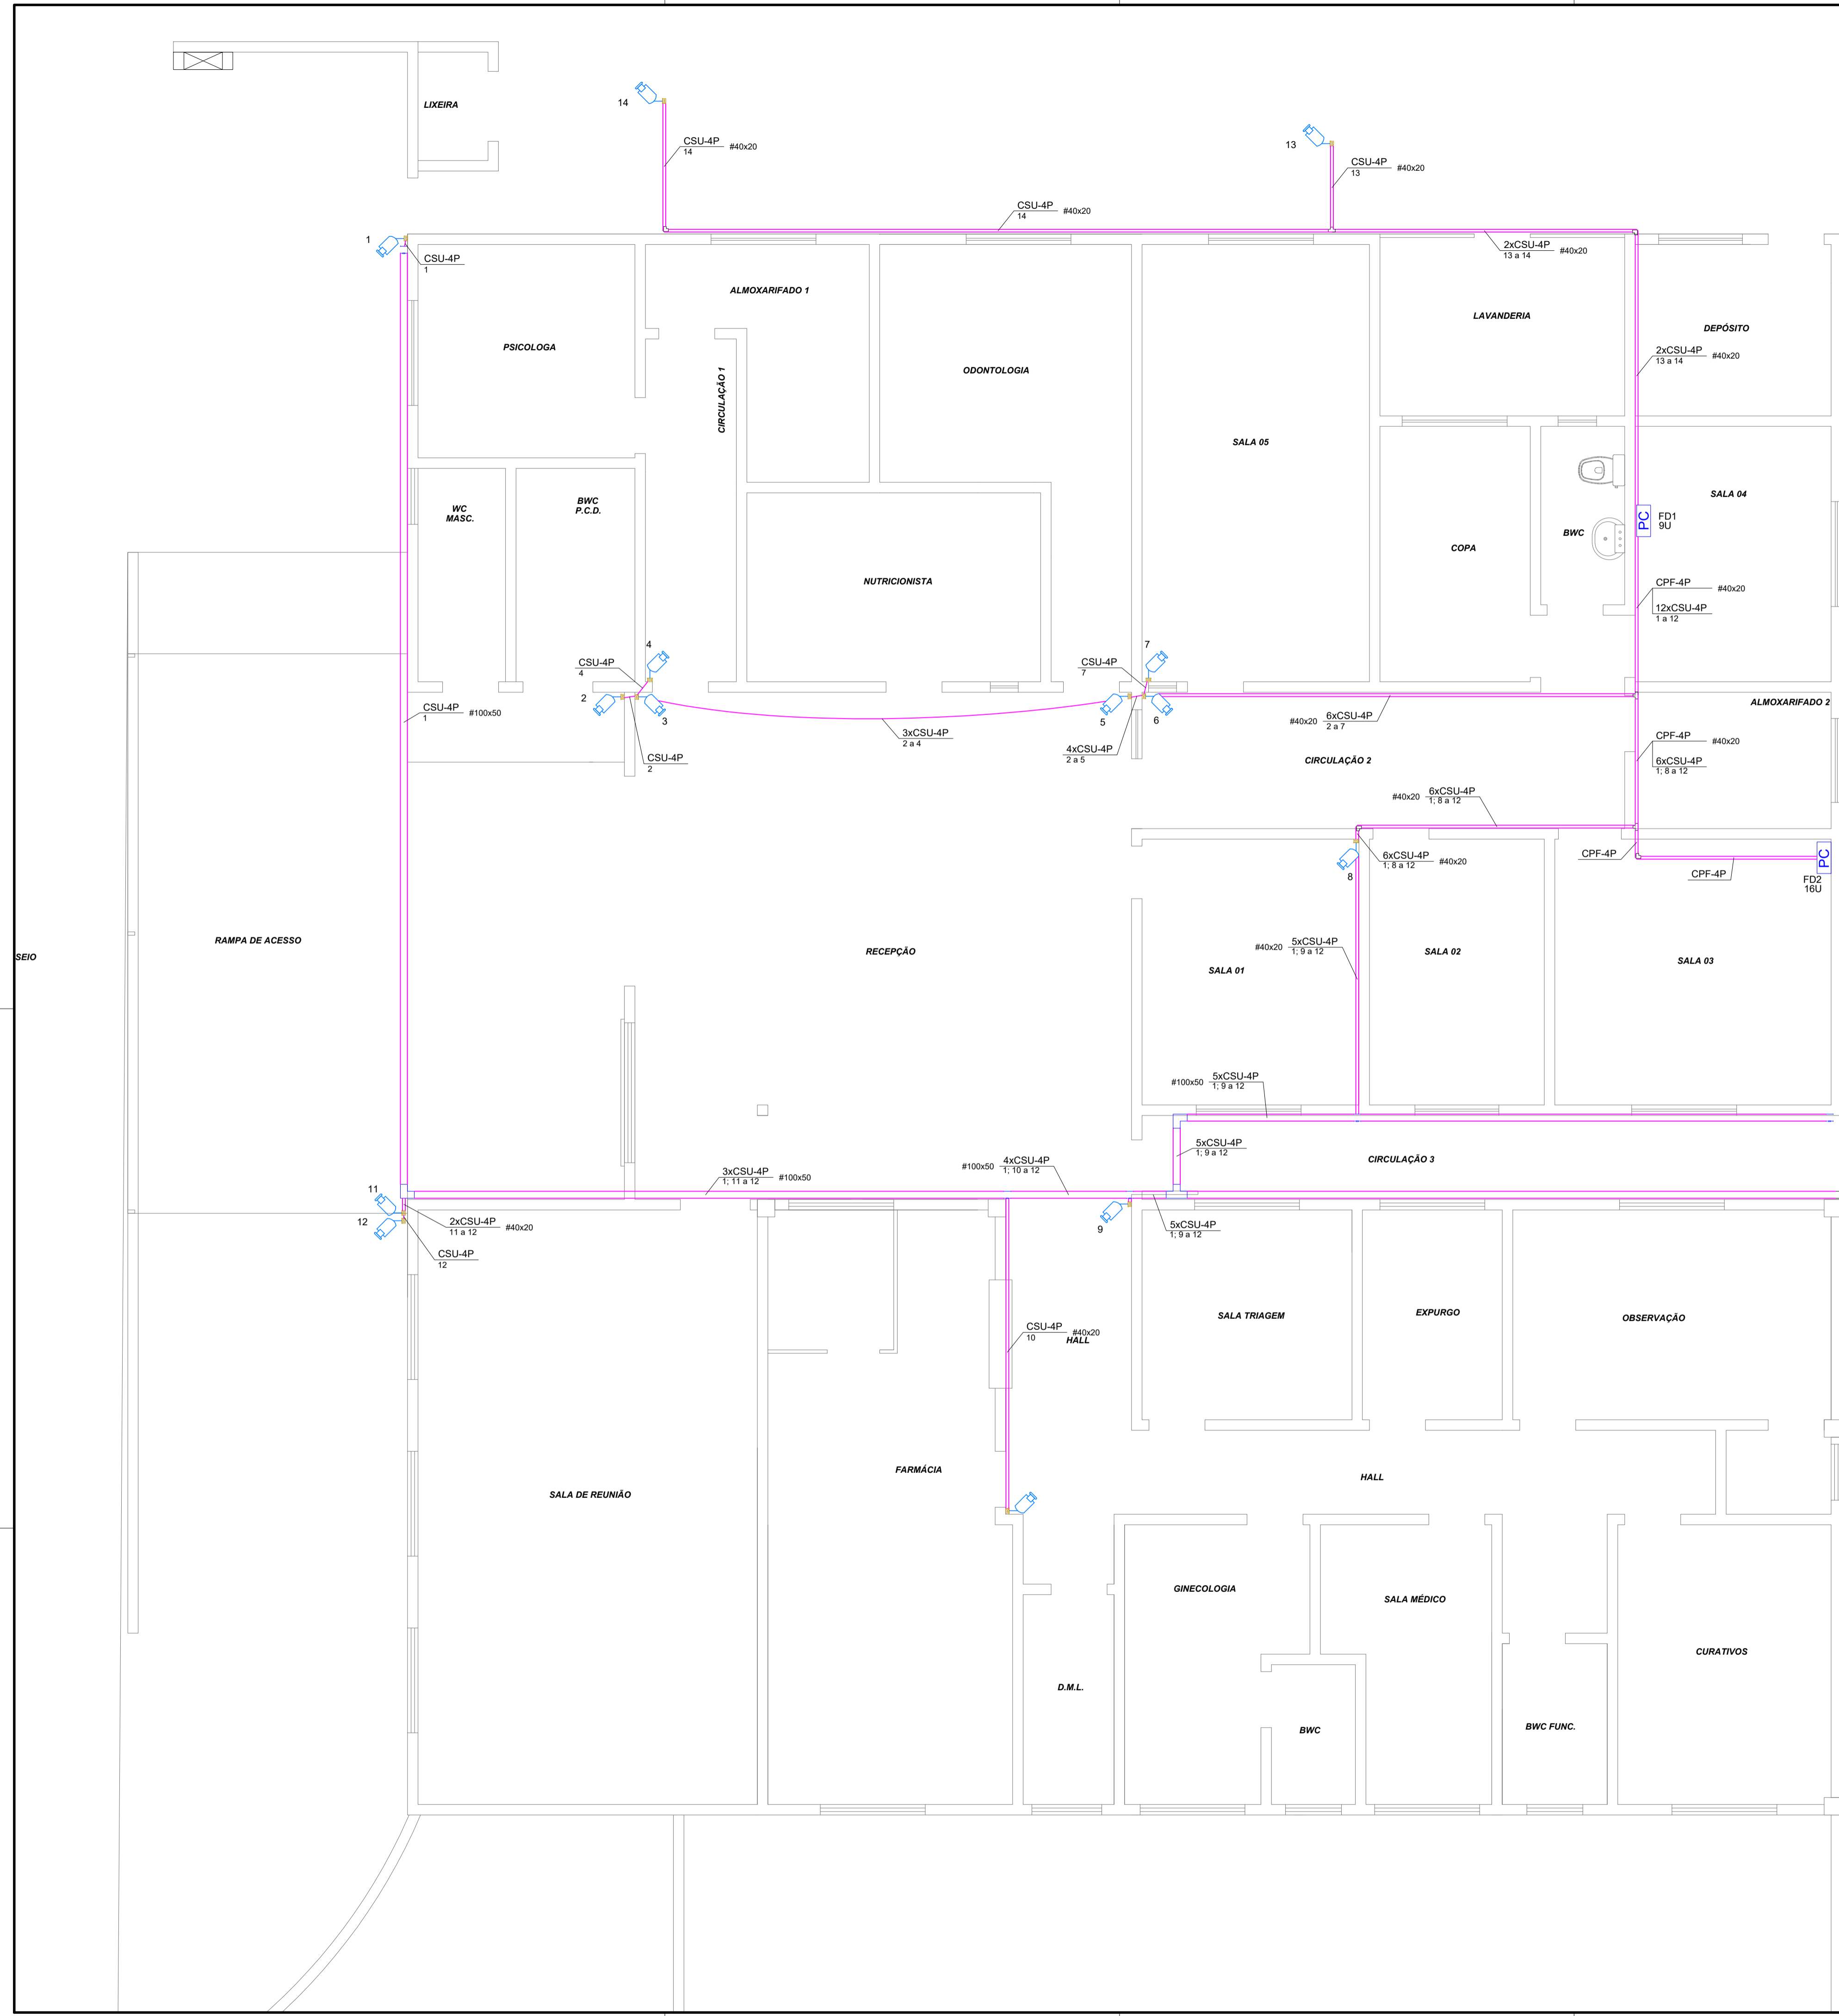 LIXEIRA
14
CSU-4P
14
#40x20
13
CSU-4P
13
#40x20
CSU-4P
14
#40x20
1
CSU-4P
1
2xCSU-4P
13 a 14
#40x20
ALMOXARIFADO 1
PSICOLOGA
CIRCULAÇÃO 1
ODONTOLOGIA
LAVANDERIA
DEPÓSITO
2xCSU-4P
13 a 14
#40x20
SALA 05
WC
MASC.
BWC
P.C.D.
SALA 04
PC
FD1
9U
BWC
COPA
NUTRICIONISTA
CPF-4P
#40x20
12xCSU-4P
1 a 12
4
CSU-4P
4
7
CSU-4P
7
2
3
5
6
CSU-4P
1
#100x50
3xCSU-4P
2 a 4
CSU-4P
2
4xCSU-4P
2 a 5
#40x20
6xCSU-4P
2 a 7
ALMOXARIFADO 2
CPF-4P
#40x20
6xCSU-4P
1; 8 a 12
CIRCULAÇÃO 2
#40x20
6xCSU-4P
1; 8 a 12
6xCSU-4P
1; 8 a 12
#40x20
8
CPF-4P
CPF-4P
PC
FD2
16U
RAMPA DE ACESSO
SEIO
RECEPÇÃO
#40x20
5xCSU-4P
1; 9 a 12
SALA 01
SALA 02
SALA 03
#100x50
5xCSU-4P
1; 9 a 12
5xCSU-4P
1; 9 a 12
CIRCULAÇÃO 3
3xCSU-4P
1; 11 a 12
#100x50
#100x50
4xCSU-4P
1; 10 a 12
11
12
2xCSU-4P
11 a 12
#40x20
CSU-4P
12
9
5xCSU-4P
1; 9 a 12
CSU-4P
10
#40x20
HALL
SALA TRIAGEM
EXPURGO
OBSERVAÇÃO
FARMÁCIA
HALL
SALA DE REUNIÃO
GINECOLOGIA
SALA MÉDICO
CURATIVOS
D.M.L.
BWC
BWC FUNC.